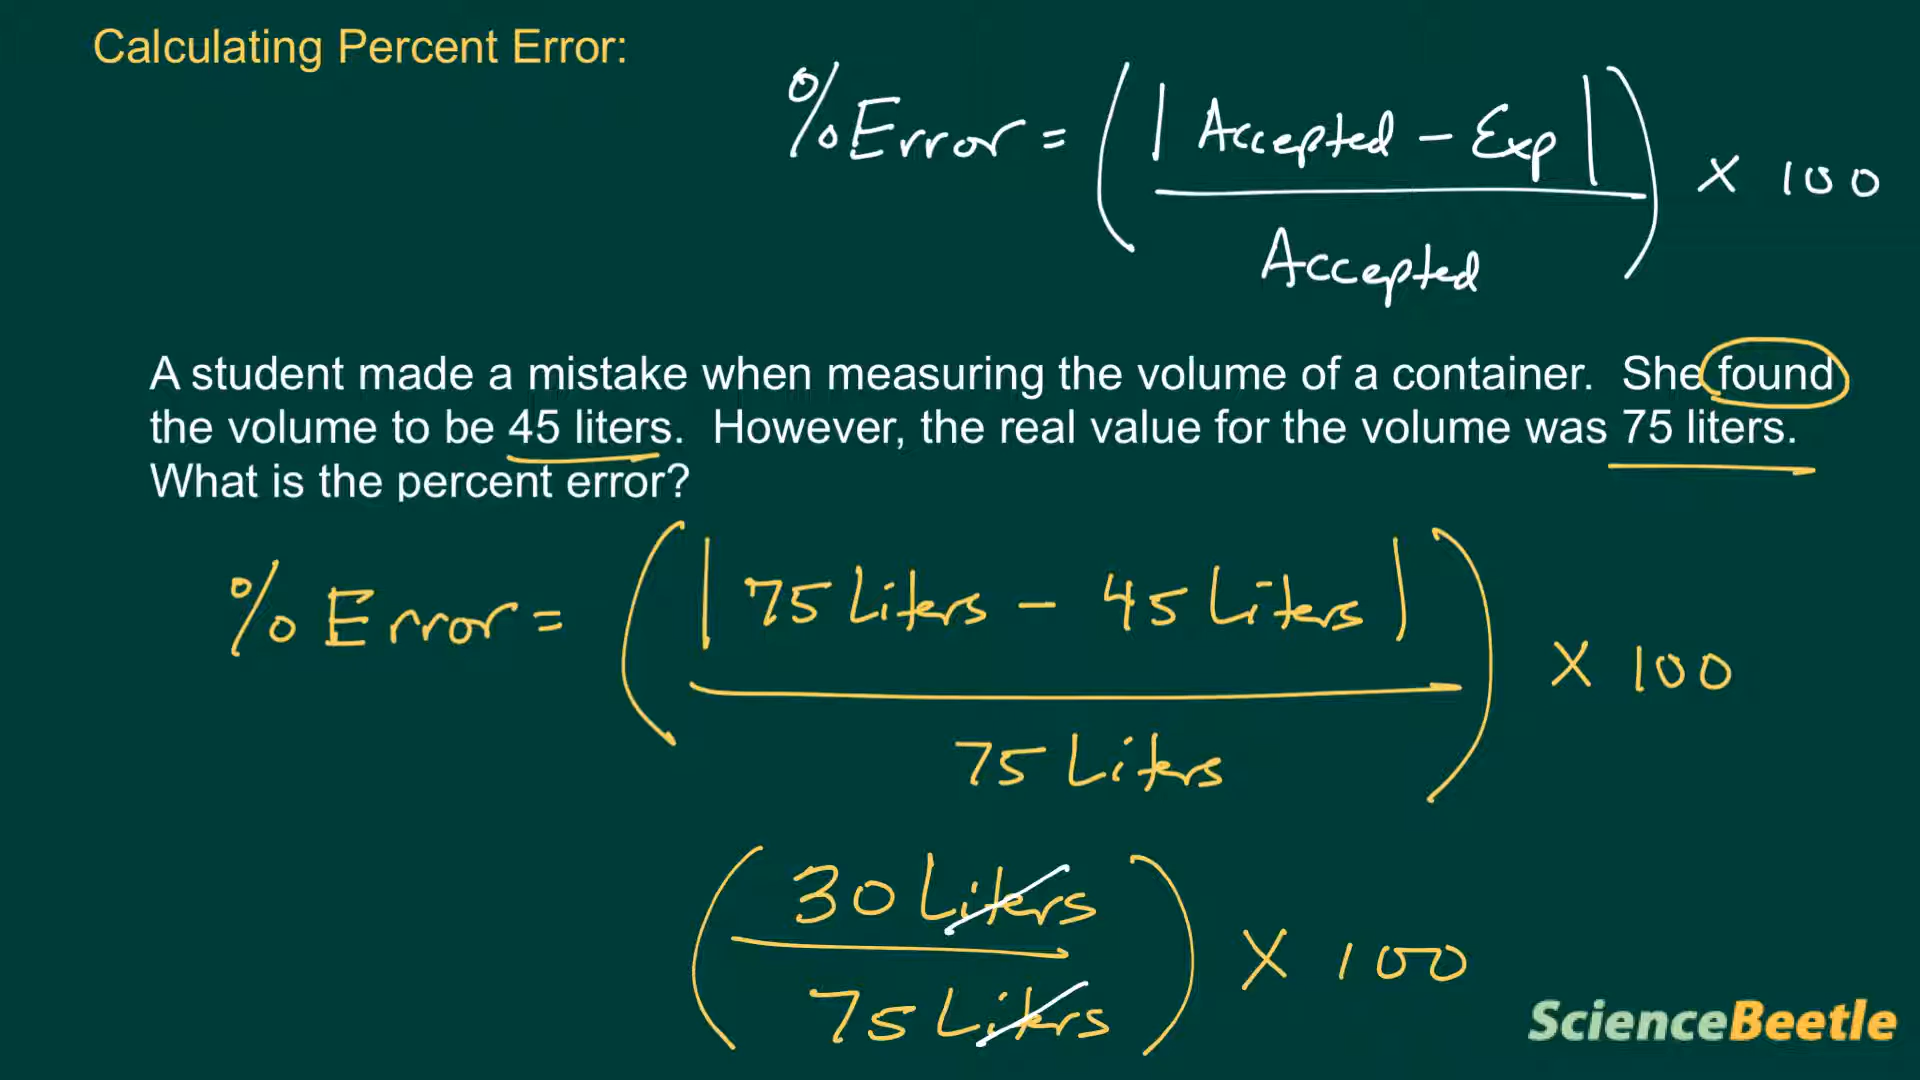 Calculating Percent Error:
% Error = ( | Accepted - Exp | ) x 100
Accepted
A student made a mistake when measuring the volume of a container. She found
the volume to be 45 liters. However, the real value for the volume was 75 liters.
What is the percent error?
% Error = ( | 75 Liters - 45 Liters | ) x 100
75 Liters
( 30 Liters ) x 100
75 Liters
ScienceBeetle